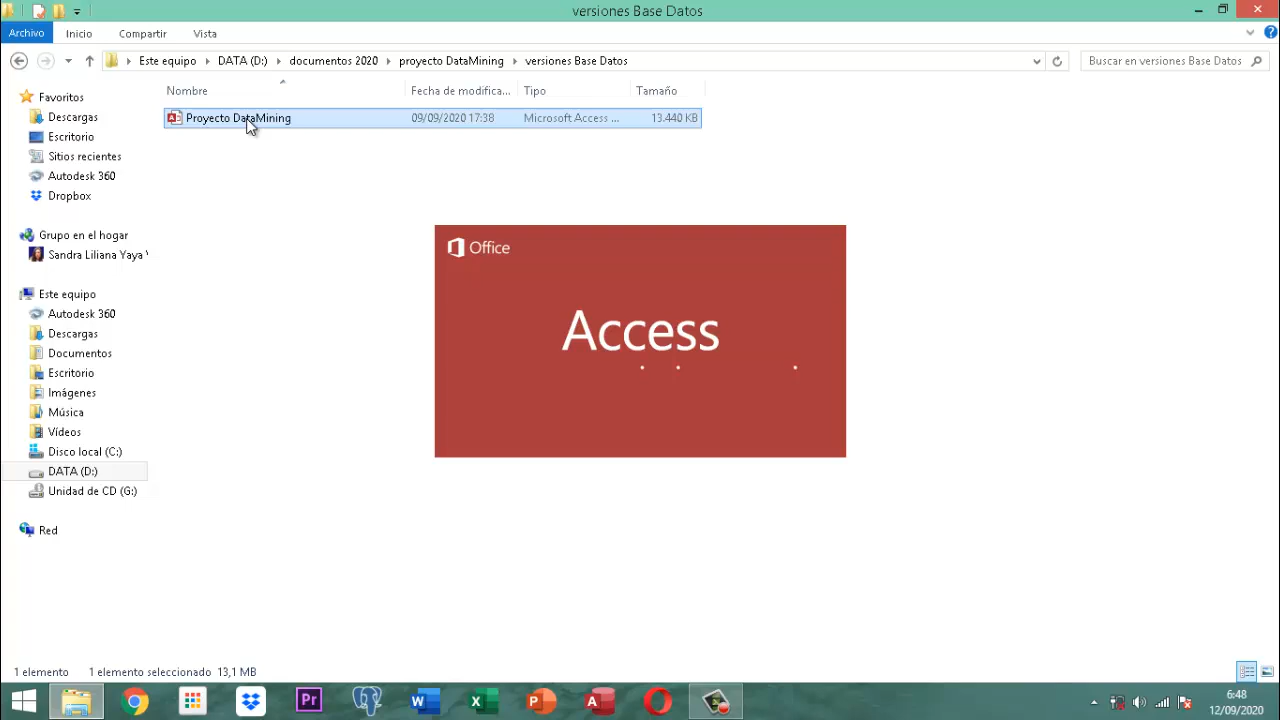 versiones Base Datos
Archivo Inicio Compartir Vista
Este equipo DATA (D:) documentos 2020 proyecto DataMining versiones Base Datos
Buscar en versiones Base Datos
Nombre Fecha de modifica... Tipo Tamaño
Proyecto DataMining 09/09/2020 17:38 Microsoft Access ... 13.440 KB
Favoritos
Descargas
Escritorio
Sitios recientes
Autodesk 360
Dropbox
Grupo en el hogar
Sandra Liliana Yaya
Este equipo
Autodesk 360
Descargas
Documentos
Escritorio
Imágenes
Música
Vídeos
Disco local (C:)
DATA (D:)
Unidad de CD (G:)
Red
Office
Access
1 elemento 1 elemento seleccionado 13,1 MB
Pr
W
X
P
A
6:48
12/09/2020